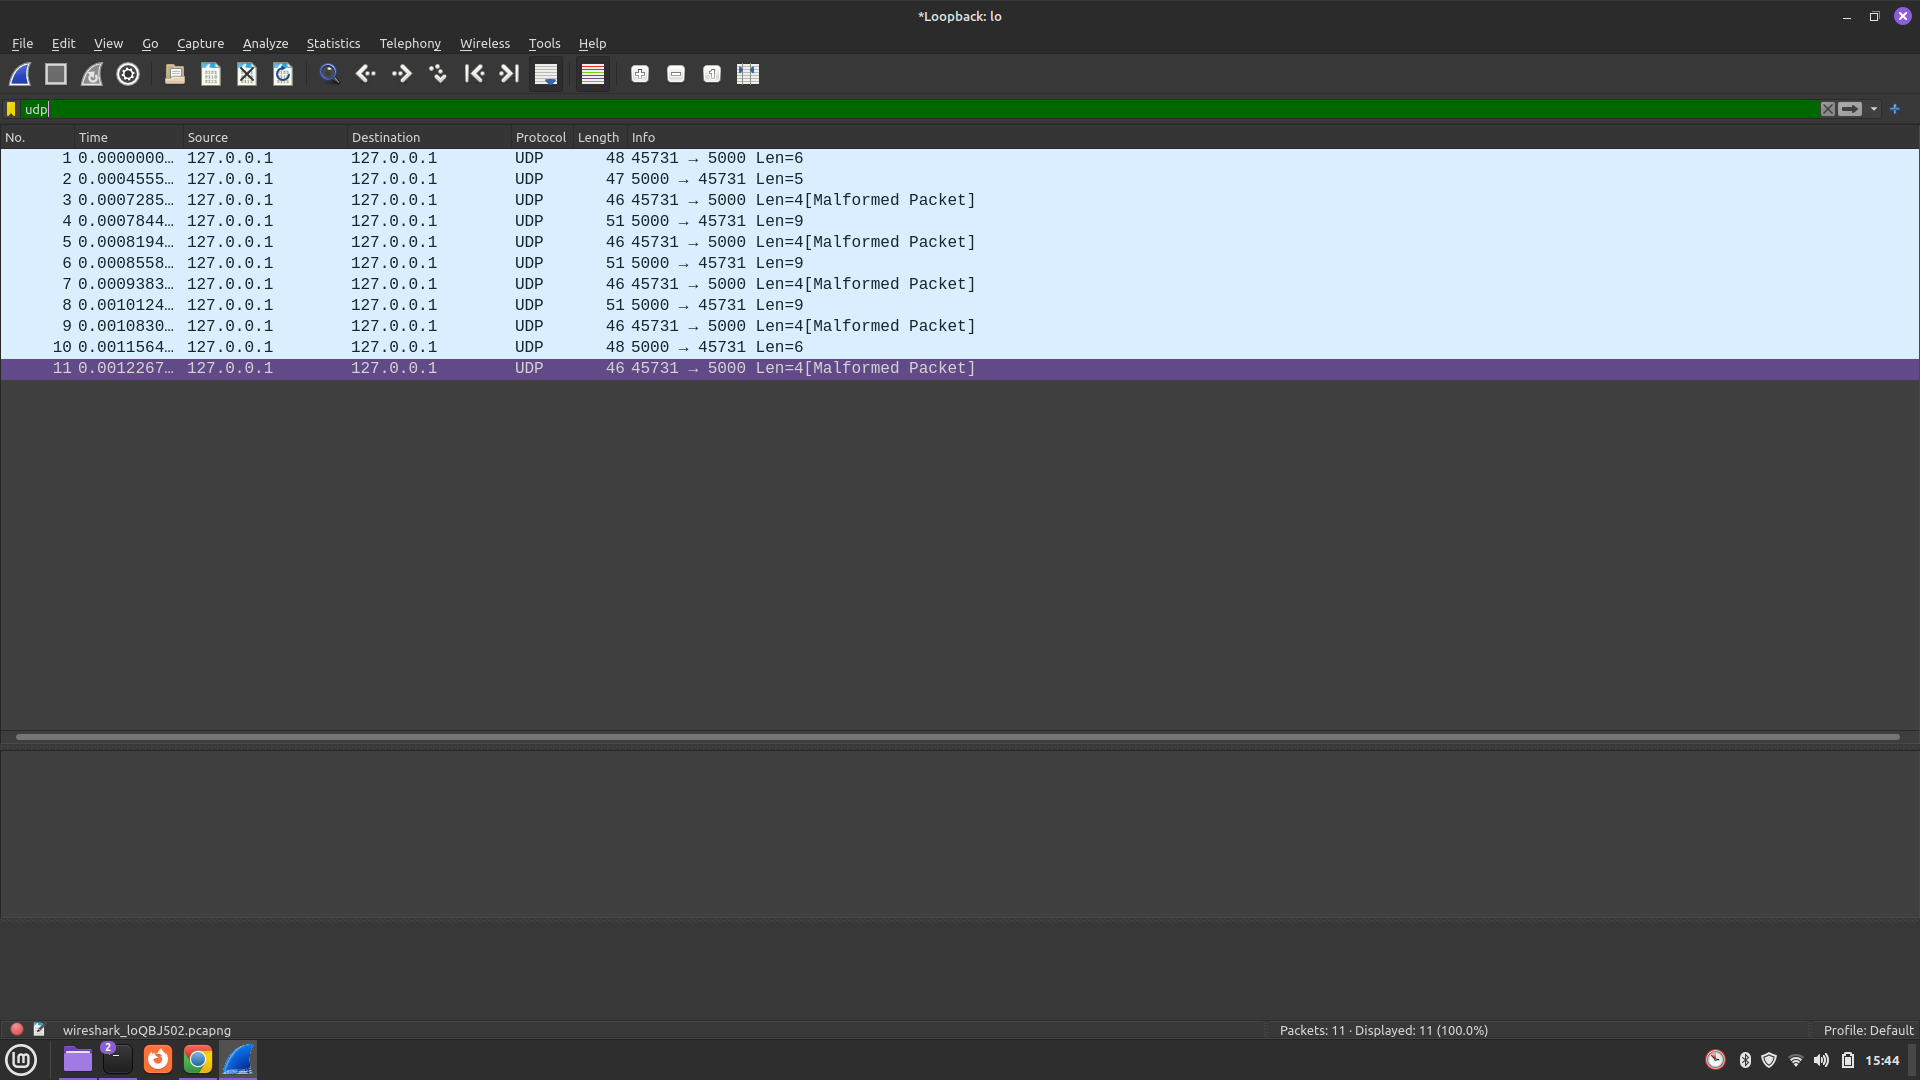 *Loopback: lo
File Edit View Go Capture Analyze Statistics Telephony Wireless Tools Help
udp
No. Time Source Destination Protocol Length Info
1 0.0000000… 127.0.0.1 127.0.0.1 UDP 48 45731 → 5000 Len=6
2 0.0004555… 127.0.0.1 127.0.0.1 UDP 47 5000 → 45731 Len=5
3 0.0007285… 127.0.0.1 127.0.0.1 UDP 46 45731 → 5000 Len=4[Malformed Packet]
4 0.0007844… 127.0.0.1 127.0.0.1 UDP 51 5000 → 45731 Len=9
5 0.0008194… 127.0.0.1 127.0.0.1 UDP 46 45731 → 5000 Len=4[Malformed Packet]
6 0.0008558… 127.0.0.1 127.0.0.1 UDP 51 5000 → 45731 Len=9
7 0.0009383… 127.0.0.1 127.0.0.1 UDP 46 45731 → 5000 Len=4[Malformed Packet]
8 0.0010124… 127.0.0.1 127.0.0.1 UDP 51 5000 → 45731 Len=9
9 0.0010830… 127.0.0.1 127.0.0.1 UDP 46 45731 → 5000 Len=4[Malformed Packet]
10 0.0011564… 127.0.0.1 127.0.0.1 UDP 48 5000 → 45731 Len=6
11 0.0012267… 127.0.0.1 127.0.0.1 UDP 46 45731 → 5000 Len=4[Malformed Packet]
wireshark_loQBJ502.pcapng Packets: 11 · Displayed: 11 (100.0%) Profile: Default
2
15:44